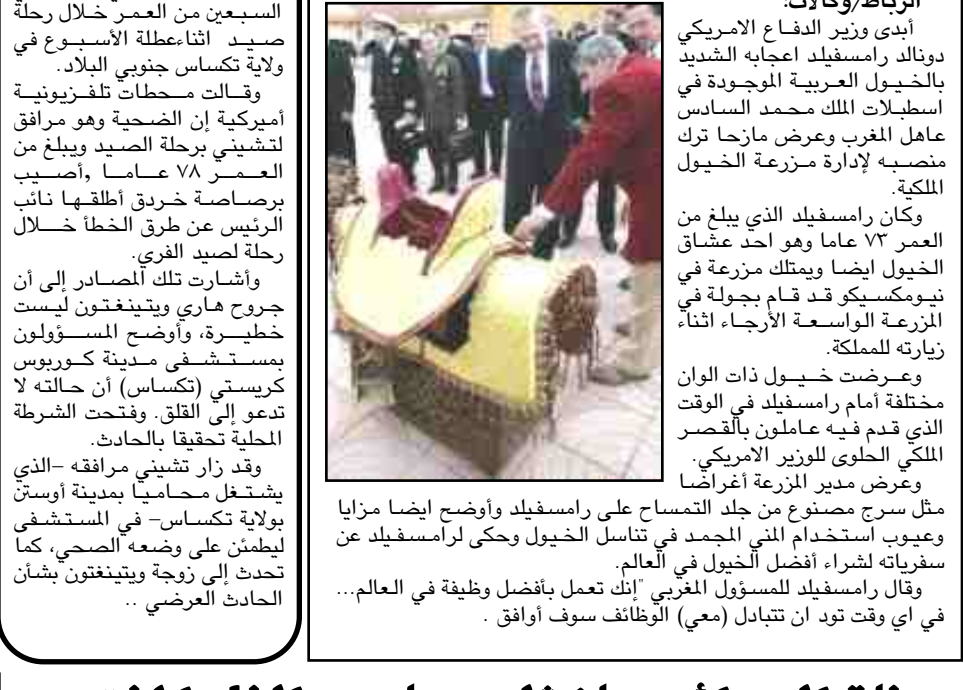 الرباط/وكالات:
أبدى وزير الدفاع الامريكي
دونالد رامسفيلد اعجابه الشديد
بالخيول العربية الموجودة في
اسطبلات الملك محمد السادس
عاهل المغرب وعرض مازحا ترك
منصبه لإدارة مزرعة الخيول
الملكية.
وكان رامسفيلد الذي يبلغ من
العمر ٧٣ عاما وهو احد عشاق
الخيول ايضا ويمتلك مزرعة في
نيومكسيكو قد قام بجولة في
المزرعة الواسعة الأرجاء اثناء
زيارته للمملكة.
وعرضت خيول ذات الوان
مختلفة أمام رامسفيلد في الوقت
الذي قدم فيه عاملون بالقصر
الملكي الحلوى للوزير الامريكي.
وعرض مدير المزرعة أغراضا
مثل سرج مصنوع من جلد التمساح على رامسفيلد وأوضح ايضا مزايا
وعيوب استخدام المني المجمد في تناسل الخيول وحكى لرامسفيلد عن
سفرياته لشراء أفضل الخيول في العالم.
وقال رامسفيلد للمسؤول المغربي "إنك تعمل بأفضل وظيفة في العالم...
في اي وقت تود ان تتبادل (معي) الوظائف سوف أوافق .
السبعين من العمر خلال رحلة
صيد اثناءعطلة الأسبوع في
ولاية تكساس جنوبي البلاد.
وقالت محطات تلفزيونية
أميركية إن الضحية وهو مرافق
لتشيني برحلة الصيد ويبلغ من
العمر ٧٨ عاما ,أصيب
برصاصة خردق أطلقها نائب
الرئيس عن طرق الخطأ خلال
رحلة لصيد الفري.
وأشارت تلك المصادر إلى أن
جروح هاري ويتينغتون ليست
خطيرة، وأوضح المسؤولون
بمستشفى مدينة كوربوس
كريستي (تكساس) أن حالته لا
تدعو إلى القلق. وفتحت الشرطة
المحلية تحقيقا بالحادث.
وقد زار تشيني مرافقه –الذي
يشتغل محاميا بمدينة أوستن
بولاية تكساس– في المستشفى
ليطمئن على وضعه الصحي، كما
تحدث إلى زوجة ويتينغتون بشأن
الحادث العرضي ..